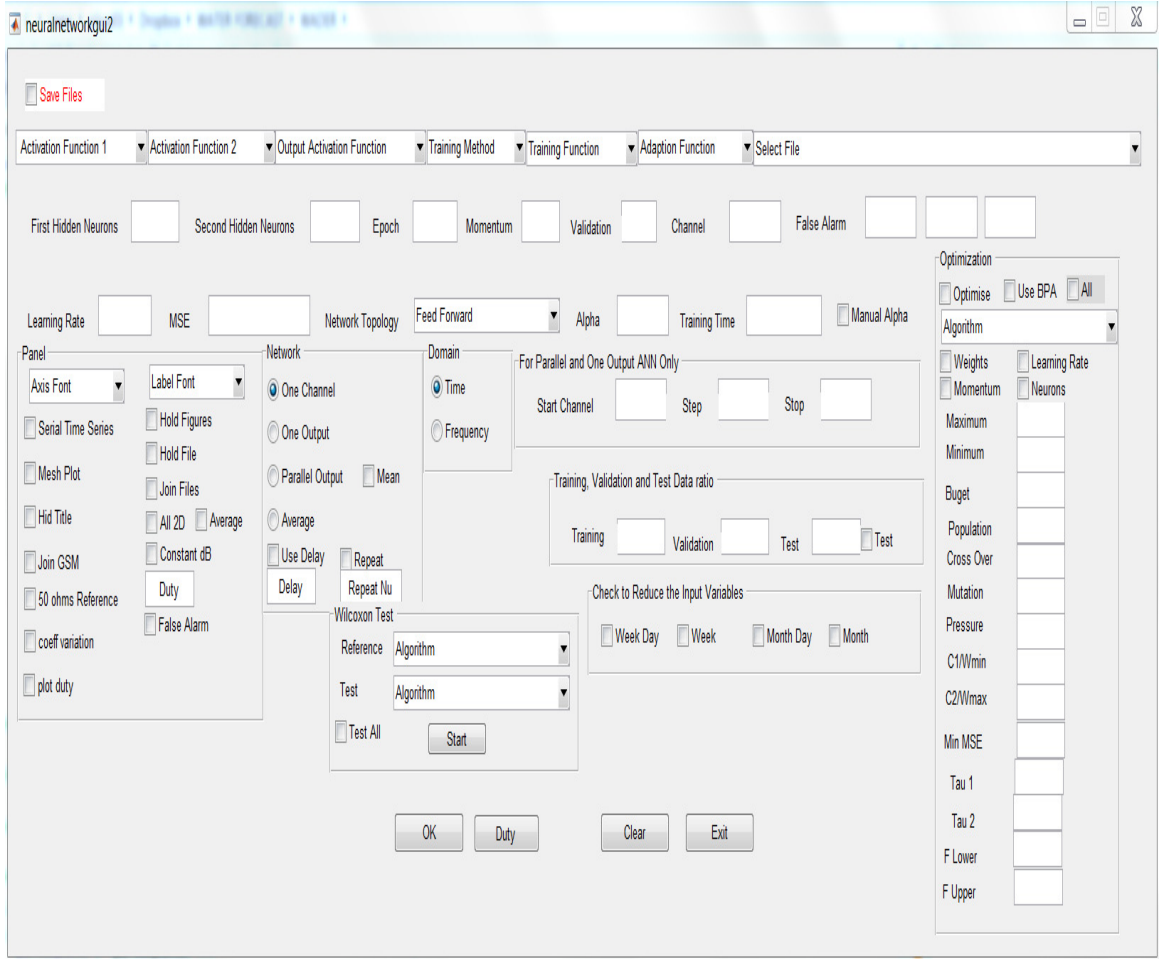 neuralnetworkgui2
Save Files
Activation Function 1 Activation Function 2 Output Activation Function Training Method Training Function Adaption Function Select File
First Hidden Neurons Second Hidden Neurons Epoch Momentum Validation Channel False Alarm
Learning Rate MSE Network Topology Feed Forward Alpha Training Time Manual Alpha
Panel
Axis Font Label Font
Serial Time Series
Mesh Plot
Hid Title
Join GSM
50 ohms Reference
coeff variation
plot duty
Hold Figures
Hold File
Join Files
All 2D Average
Constant dB
Duty
False Alarm
Network
One Channel
One Output
Parallel Output Mean
Average
Use Delay Repeat
Delay Repeat Nu
Domain
Time
Frequency
For Parallel and One Output ANN Only
Start Channel Step Stop
Training, Validation and Test Data ratio
Training Validation Test Test
Check to Reduce the Input Variables
Week Day Week Month Day Month
Wilcoxon Test
Reference Algorithm
Test Algorithm
Test All Start
OK Duty Clear Exit
Optimization
Optimise Use BPA All
Algorithm
Weights Learning Rate
Momentum Neurons
Maximum
Minimum
Buget
Population
Cross Over
Mutation
Pressure
C1/Wmin
C2/Wmax
Min MSE
Tau 1
Tau 2
F Lower
F Upper